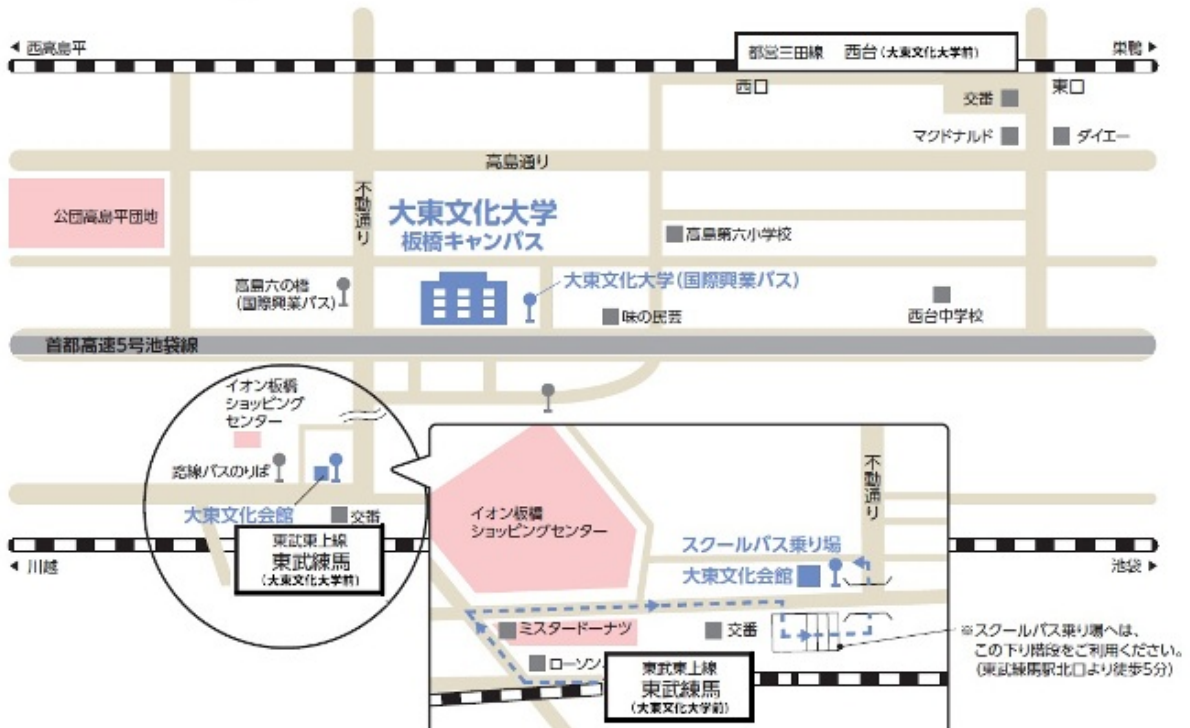 ◀ 西高島平
都営三田線 西台(大東文化大学前)
巣鴨 ▶
西口
東口
交番
マクドナルド
ダイエー
高島通り
公団高島平団地
不動通り
大東文化大学
板橋キャンパス
高島第六小学校
高島六の橋
(国際興業バス)
大東文化大学(国際興業バス)
味の民芸
西台中学校
首都高速5号池袋線
イオン板橋
ショッピング
センター
路線バスのりば
大東文化会館
交番
東武東上線
東武練馬
(大東文化大学前)
◀ 川越
イオン板橋
ショッピングセンター
不動通り
スクールバス乗り場
大東文化会館
ミスタードーナツ
交番
ローソン
東武東上線
東武練馬
(大東文化大学前)
池袋 ▶
※スクールバス乗り場へは、
この下り階段をご利用ください。
(東武練馬駅北口より徒歩5分)